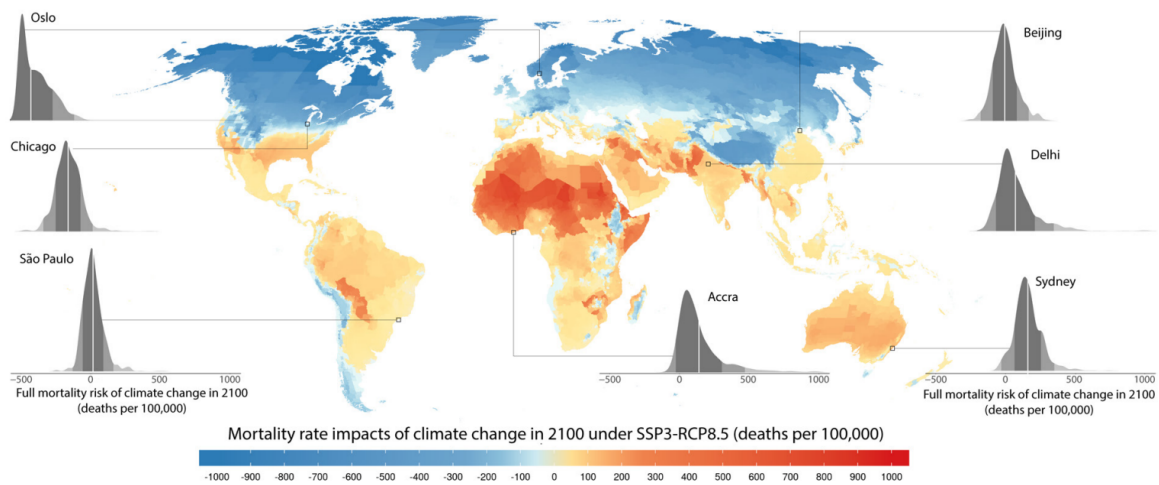 Oslo
Beijing
Chicago
Delhi
São Paulo
Accra
Sydney
-500 0 500 1000
Full mortality risk of climate change in 2100
(deaths per 100,000)
-500 0 500 1000
-500 0 500 1000
Full mortality risk of climate change in 2100
(deaths per 100,000)
Mortality rate impacts of climate change in 2100 under SSP3-RCP8.5 (deaths per 100,000)
-1000 -900 -800 -700 -600 -500 -400 -300 -200 -100 0 100 200 300 400 500 600 700 800 900 1000